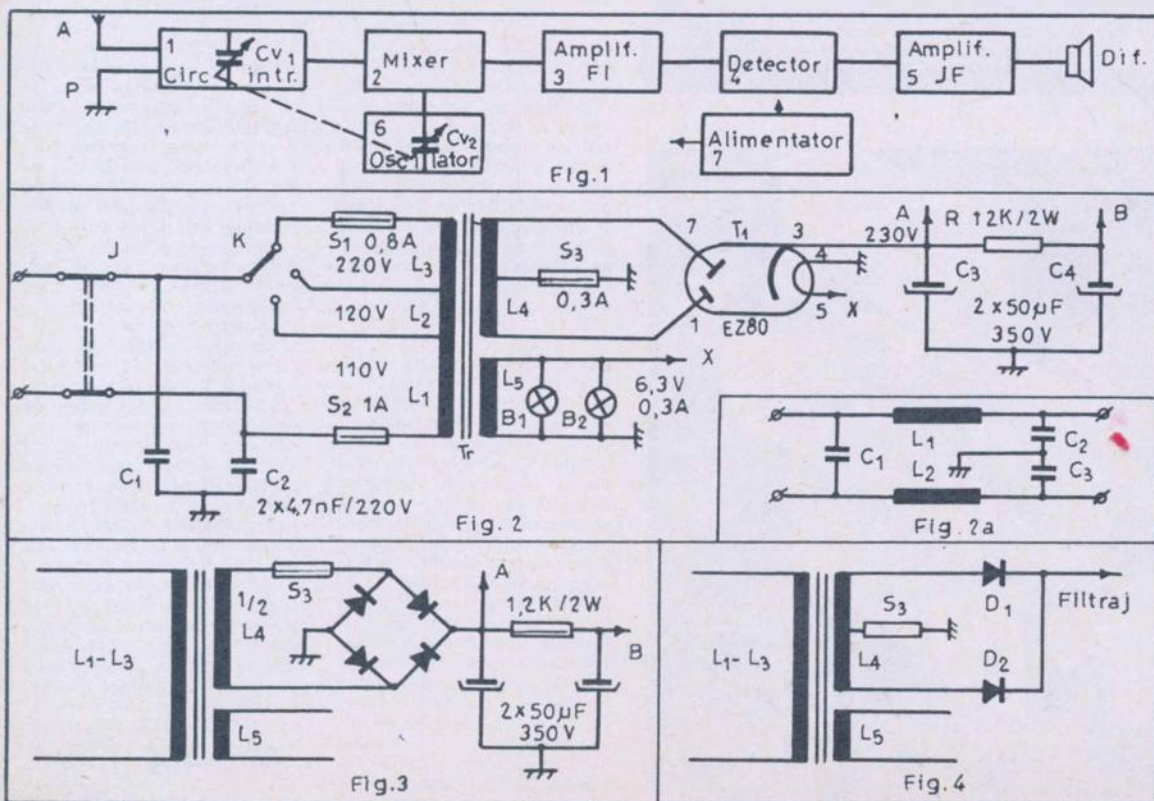 A
P
1
Cv1
Circ. intr.
Mixer
2
Amplif.
3 FI
Detector
4
Amplif.
5 JF
Dif.
6
Cv2
Oscilator
Alimentator
7
Fig.1
J
K
S1 0,8A
220V
L3
120V
L2
110V
L1
S2 1A
C1
C2
2x4,7nF/220V
Tr
S3
0,3A
L4
L5
B1
B2
X
6,3V
0,3A
7
T1
3
4
5
X
1
EZ80
A
230V
R 12K/2W
B
C3
C4
2x50µF
350V
Fig. 2
C1
L1
L2
C2
C3
Fig. 2a
L1-L3
S3
1/2
L4
L5
A
1,2K/2W
B
2x50µF
350V
Fig.3
L1-L3
S3
L4
L5
D1
D2
Filtraj
Fig.4